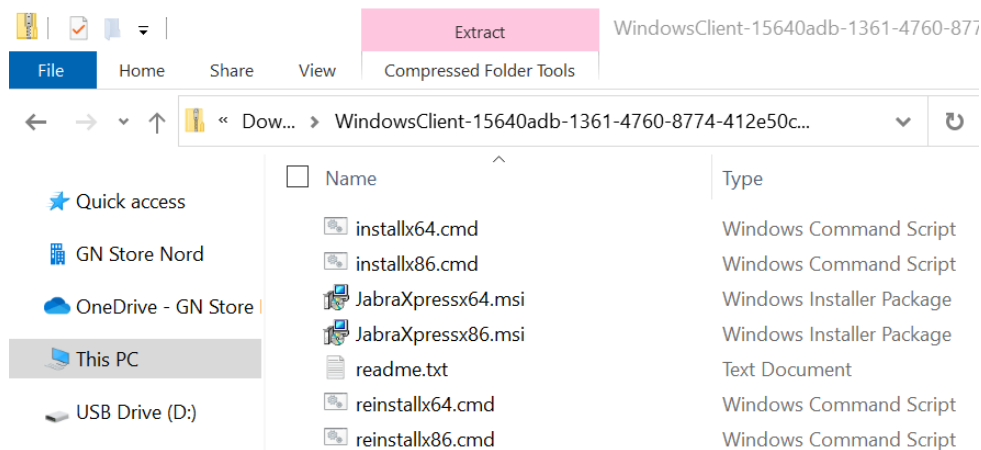 Extract
WindowsClient-15640adb-1361-4760-877
File Home Share View Compressed Folder Tools
« Dow... > WindowsClient-15640adb-1361-4760-8774-412e50c...
Name Type
Quick access
GN Store Nord
OneDrive - GN Store
This PC
USB Drive (D:)
installx64.cmd Windows Command Script
installx86.cmd Windows Command Script
JabraXpressx64.msi Windows Installer Package
JabraXpressx86.msi Windows Installer Package
readme.txt Text Document
reinstallx64.cmd Windows Command Script
reinstallx86.cmd Windows Command Script